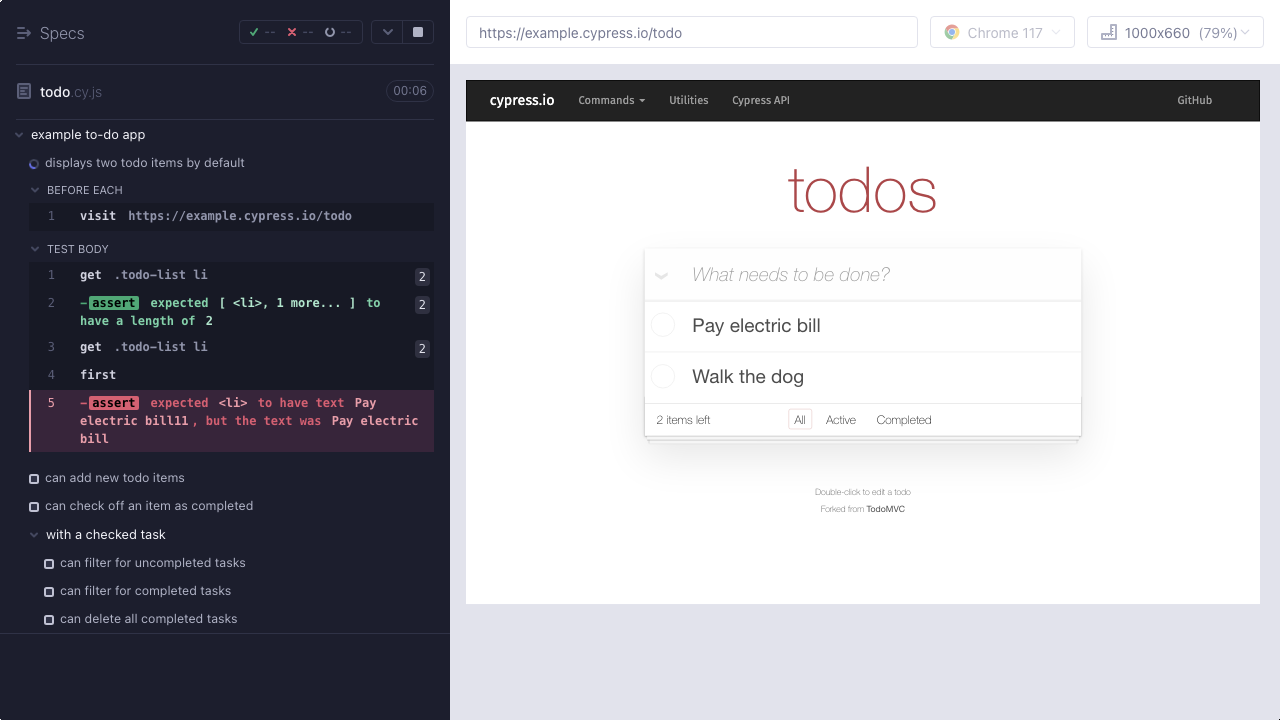 Specs
-- -- --
todo.cy.js
00:06
example to-do app
displays two todo items by default
BEFORE EACH
1 visit https://example.cypress.io/todo
TEST BODY
1 get .todo-list li 2
2 -assert expected [ <li>, 1 more... ] to 2
have a length of 2
3 get .todo-list li 2
4 first
5 -assert expected <li> to have text Pay
electric bill11, but the text was Pay electric
bill
can add new todo items
can check off an item as completed
with a checked task
can filter for uncompleted tasks
can filter for completed tasks
can delete all completed tasks
https://example.cypress.io/todo
Chrome 117
1000x660 (79%)
cypress.io Commands Utilities Cypress API GitHub
todos
What needs to be done?
Pay electric bill
Walk the dog
2 items left All Active Completed
Double-click to edit a todo
Forked from TodoMVC